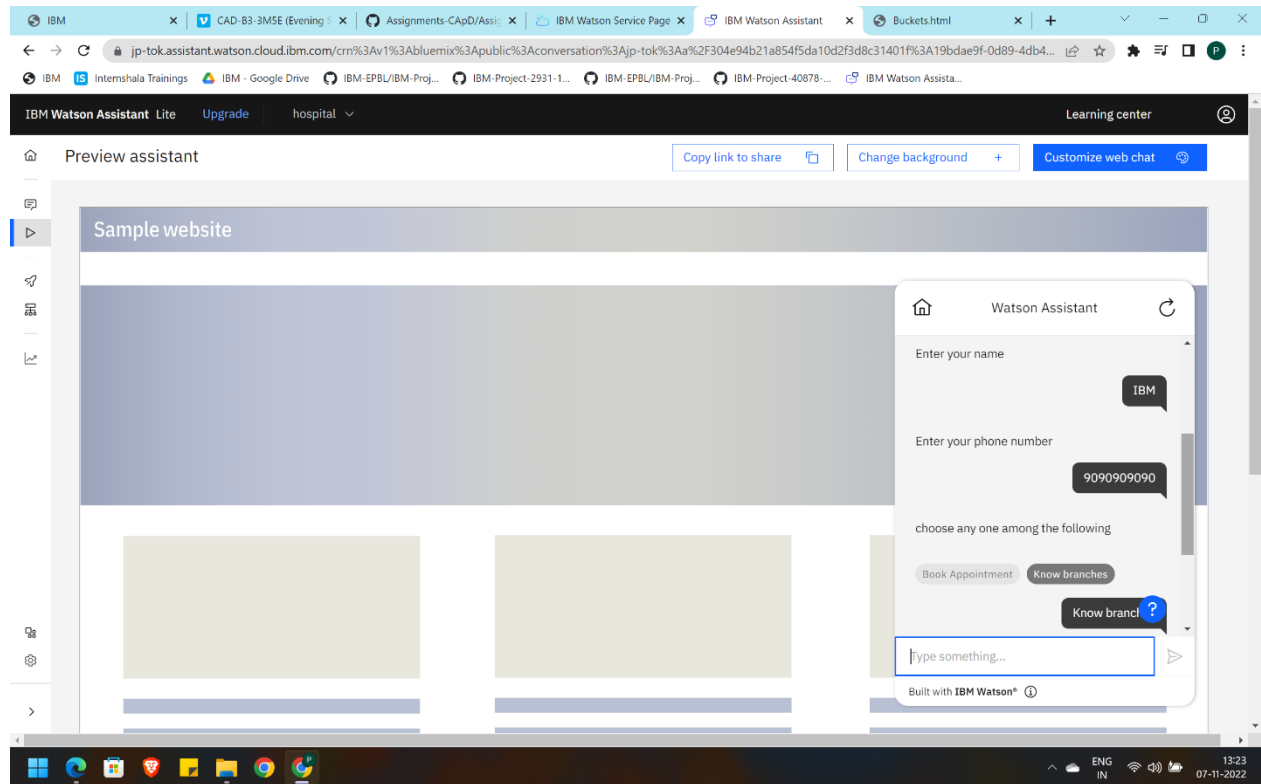 IBM
CAD-B3-3M5E (Evening S
Assignments-CApD/Assig
IBM Watson Service Page
IBM Watson Assistant
Buckets.html
jp-tok.assistant.watson.cloud.ibm.com/crn%3Av1%3Abluemix%3Apublic%3Aconversation%3Ajp-tok%3Aa%2F304e94b21a854f5da10d2f3d8c31401f%3A19bdae9f-0d89-4db4...
P
IBM
IS Internshala Trainings
IBM - Google Drive
IBM-EPBL/IBM-Proj...
IBM-Project-2931-1...
IBM-EPBL/IBM-Proj...
IBM-Project-40878-...
IBM Watson Assista...
IBM Watson Assistant Lite
Upgrade
hospital
Learning center
Preview assistant
Copy link to share
Change background +
Customize web chat
Sample website
Watson Assistant
Enter your name
IBM
Enter your phone number
9090909090
choose any one among the following
Book Appointment
Know branches
Know branch
?
Type something...
Built with IBM Watson®
ENG
IN
13:23
07-11-2022